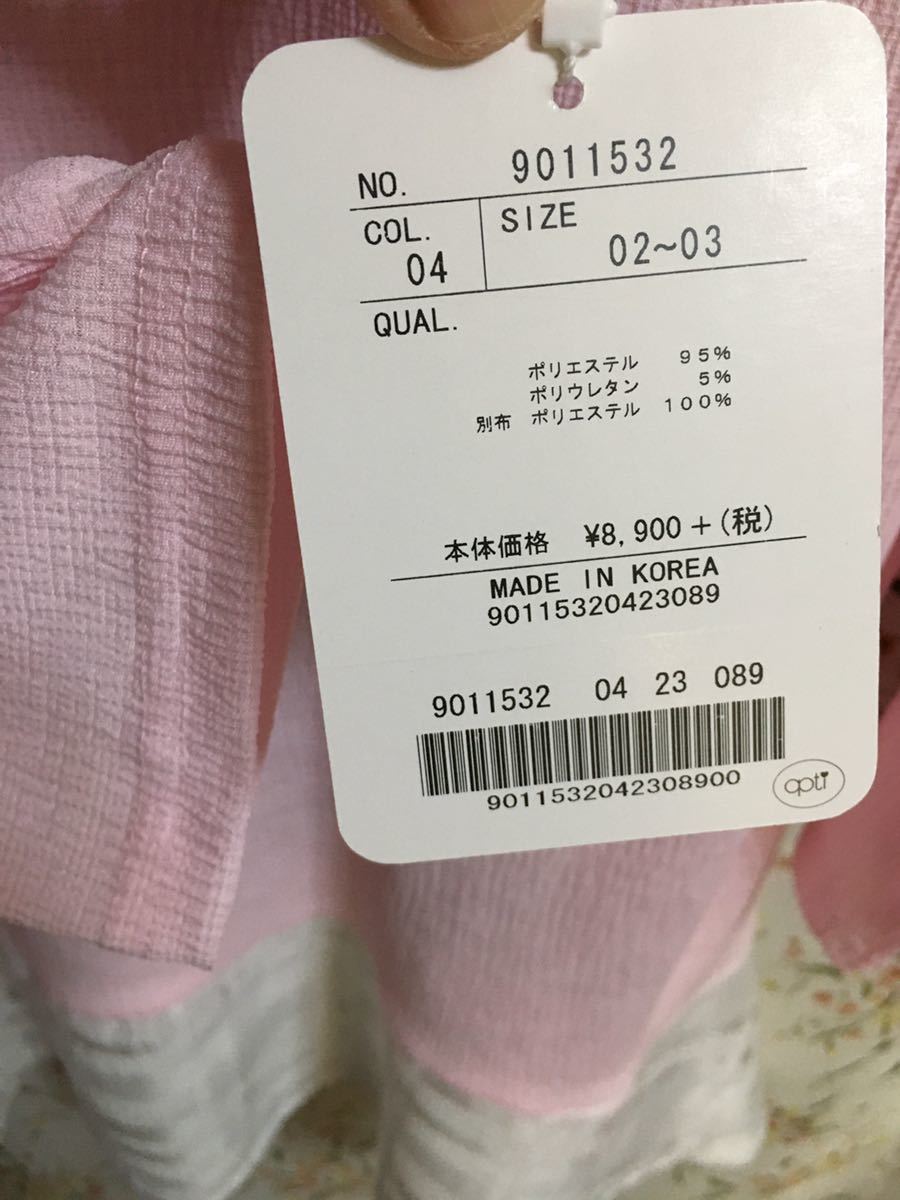 NO. 9011532
COL. SIZE
04 02~03
QUAL.
ポリエステル 95%
ポリウレタン 5%
別布 ポリエステル 100%
本体価格 ¥8,900+(税)
MADE IN KOREA
90115320423089
9011532 04 23 089
9011532042308900
opti